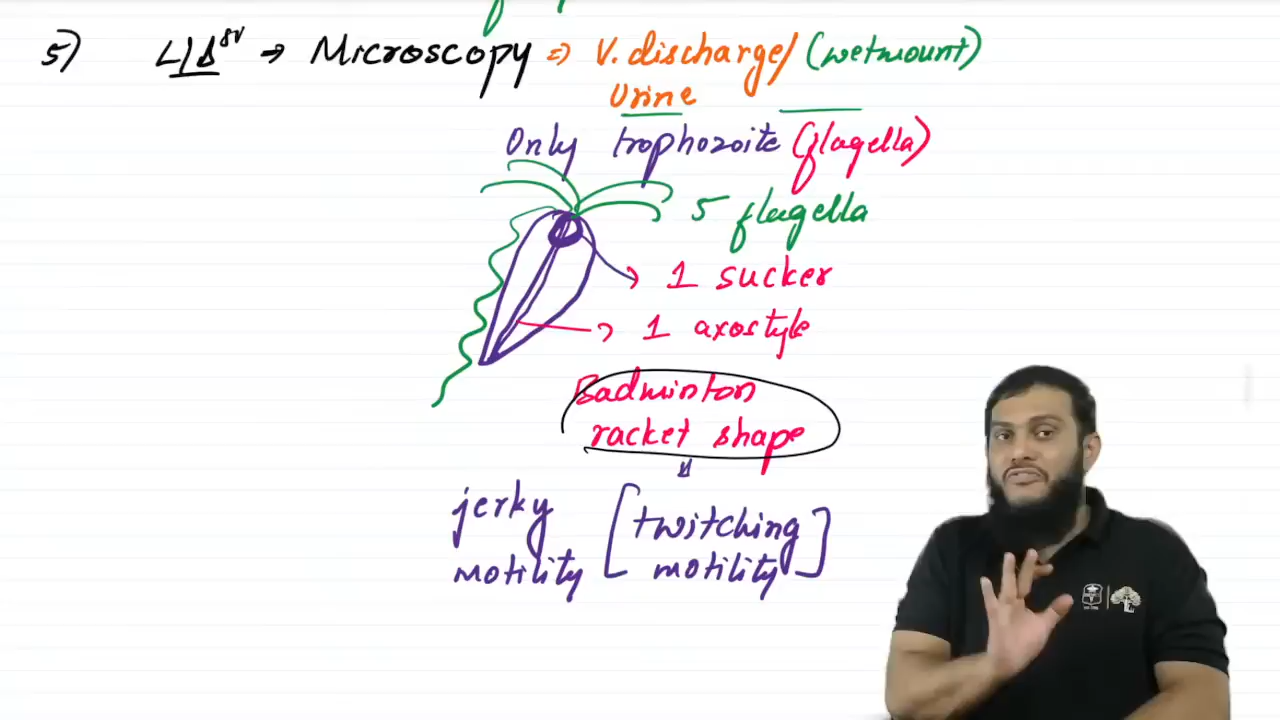 5) L/Δsis → Microscopy ⇒ V. discharge/ (wetmount)
Urine
Only trophozoite (flagella)
5 flagella
→ 1 sucker
→ 1 axostyle
Badminton
racket shape
jerky [twitching
motility motility]